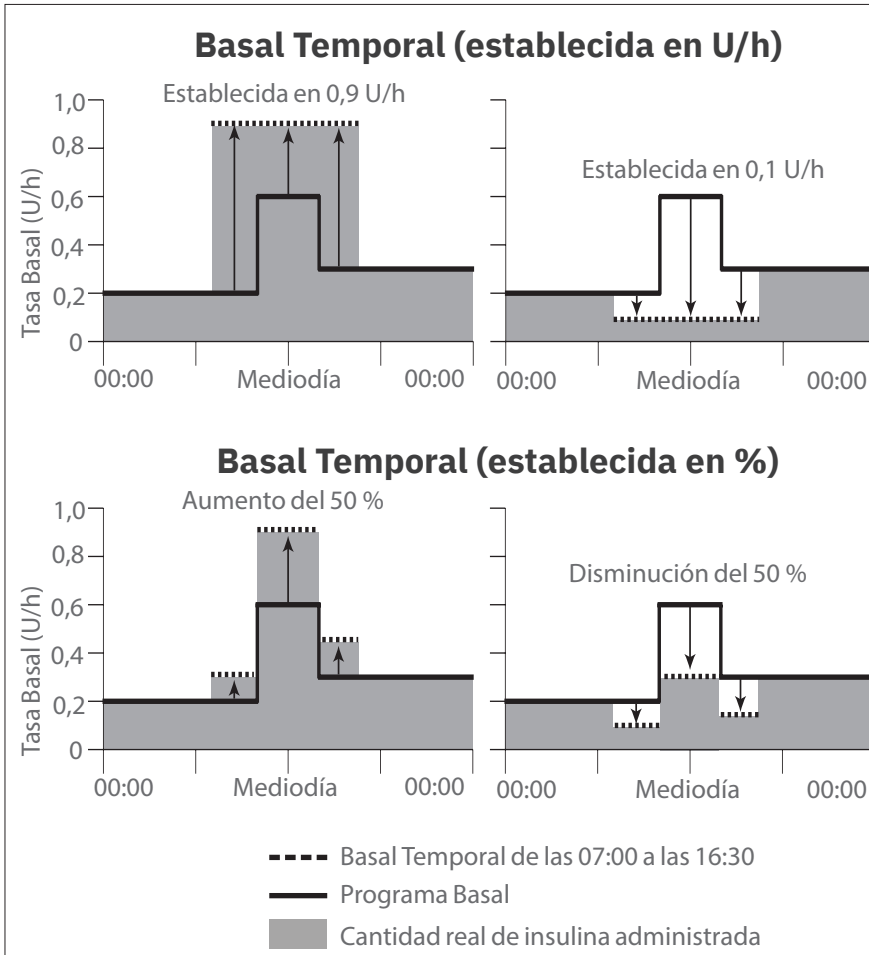 Basal Temporal (establecida en U/h)
Establecida en 0,9 U/h
Tasa Basal (U/h)
1,0
0,8
0,6
0,4
0,2
0
00:00 Mediodía 00:00
Establecida en 0,1 U/h
00:00 Mediodía 00:00
Basal Temporal (establecida en %)
Aumento del 50 %
Tasa Basal (U/h)
1,0
0,8
0,6
0,4
0,2
0
00:00 Mediodía 00:00
Disminución del 50 %
00:00 Mediodía 00:00
Basal Temporal de las 07:00 a las 16:30
Programa Basal
Cantidad real de insulina administrada